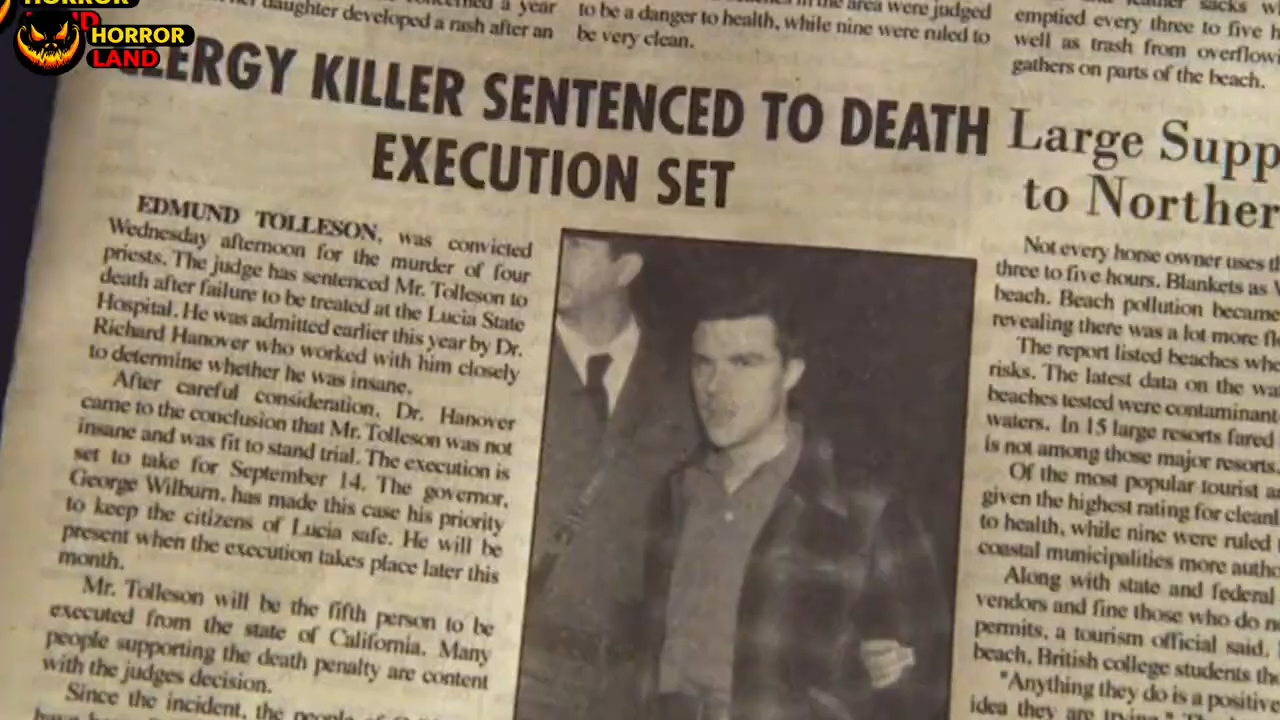 HORROR
LAND
HORROR
LAND
daughter developed a rash after an
a year
to be a danger to health, while nine were ruled to
be very clean.
in the area were judged
emptied every three to five
well as trash from
gathers on parts of the beach.
KILLER SENTENCED TO DEATH
EXECUTION SET
EDMUND TOLLESON, was convicted
Wednesday afternoon for the murder of four
priests. The judge has sentenced Mr. Tolleson to
death after failure to be treated at the Lucia State
Hospital. He was admitted earlier this year by Dr.
Richard Hanover who worked with him closely
to determine whether he was insane.
After careful consideration, Dr. Hanover
came to the conclusion that Mr. Tolleson was not
insane and was fit to stand trial. The execution is
set to take for September 14. The governor,
George Wilburn, has made this case his priority
to keep the citizens of Lucia safe. He will be
present when the execution takes place later this
month.
Mr. Tolleson will be the fifth person to be
executed from the state of California. Many
people supporting the death penalty are content
with the judges decision.
Since the incident, the people of
Large
to
Not every horse owner uses
three to five hours. Blankets as
beach. Beach pollution became
revealing there was a lot more
The report listed beaches
risks. The latest data on the
beaches tested were
waters. In 15 large resorts fared
is not among those major resorts.
Of the most popular tourist
given the highest rating for
to health, while nine were ruled
coastal municipalities more
Along with state and federal
vendors and fine those who do
permits, a tourism official said.
beach. British college students
"Anything they do is a positive
idea they are